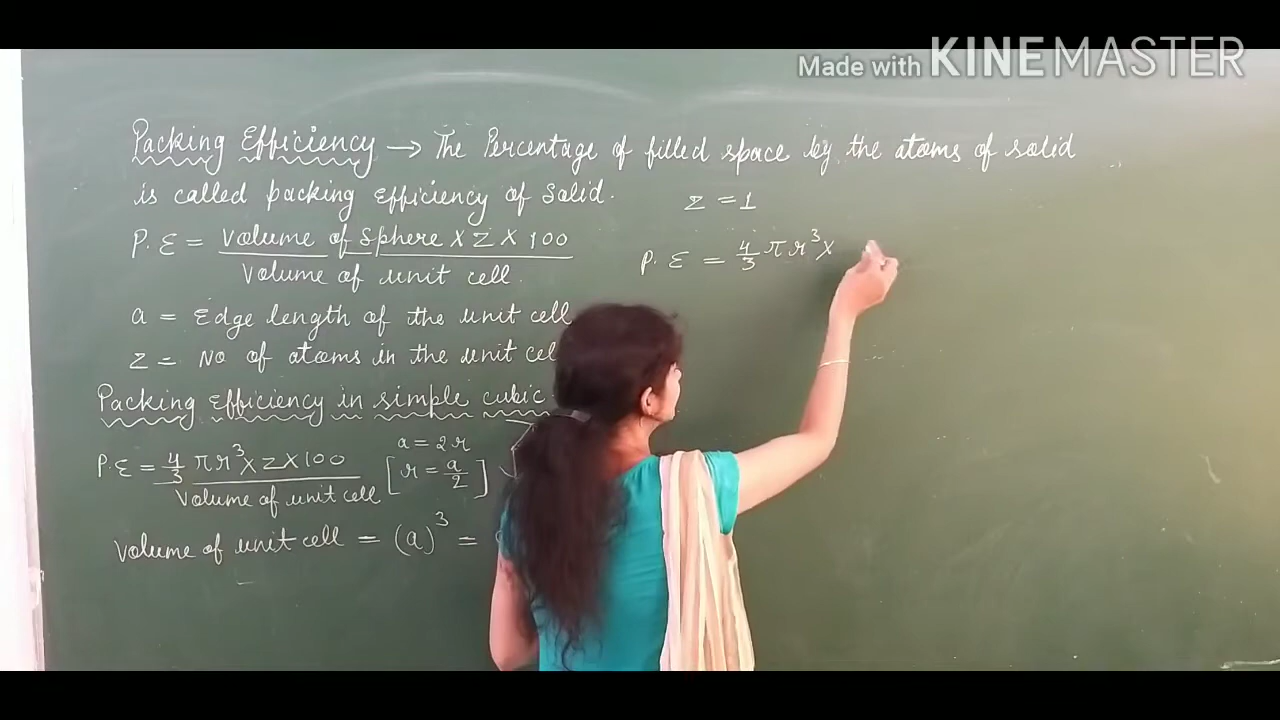 Made with KINEMASTER
Packing Efficiency → The Percentage of filled space by the atoms of solid
is called packing Efficiency of solid.
z = 1
P. E = Volume of Sphere X Z X 100
Volume of unit cell.
P. E = 4/3 π r³ x
a = Edge length of the unit cell
z = No of atoms in the unit
Packing Efficiency in simple cubic
P.E = 4/3 π r³ X Z X 100
Volume of unit cell
a = 2r
[r = a/2]
Volume of unit cell = (a)³ =